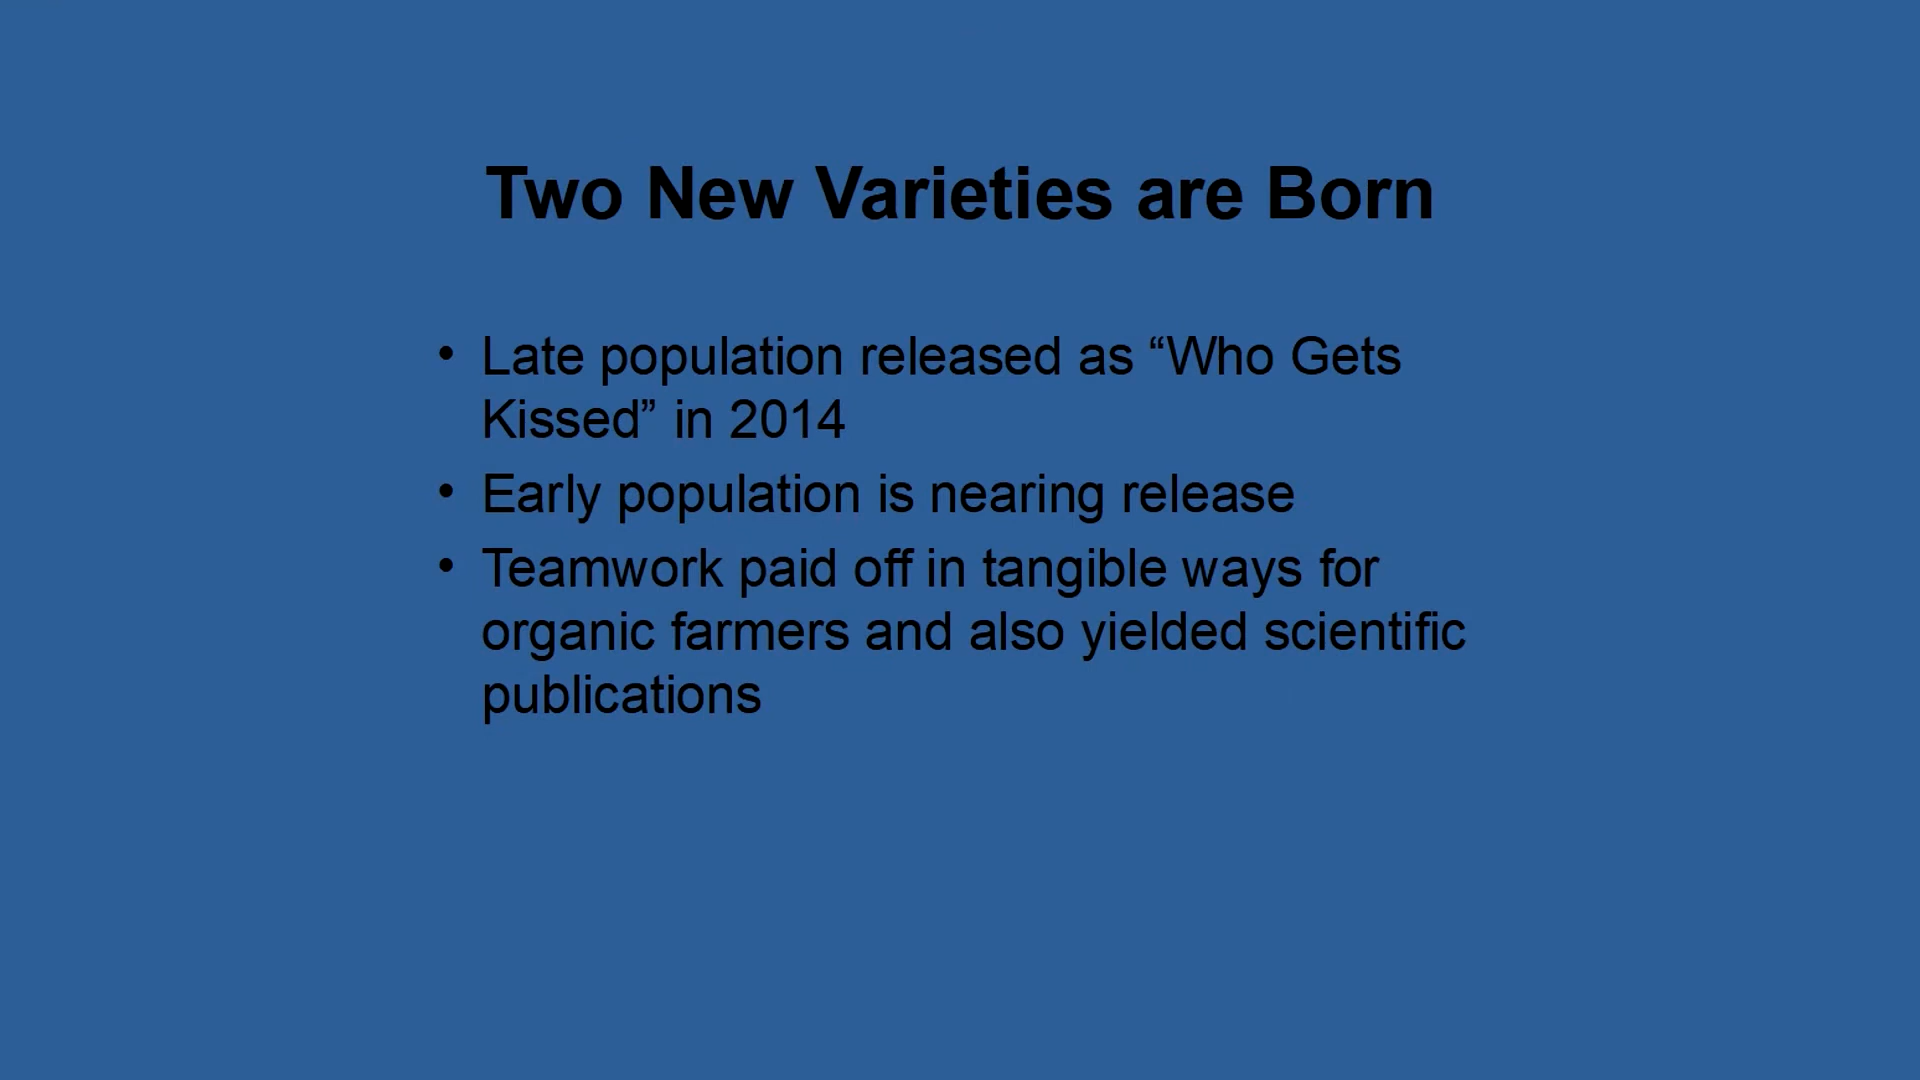 Two New Varieties are Born
• Late population released as “Who Gets
Kissed” in 2014
• Early population is nearing release
• Teamwork paid off in tangible ways for
organic farmers and also yielded scientific
publications